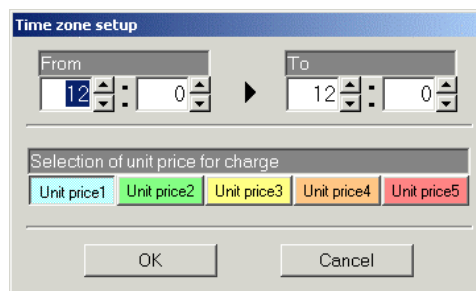 Time zone setup
From To
12 : 0 12 : 0
Selection of unit price for charge
Unit price1 Unit price2 Unit price3 Unit price4 Unit price5
OK Cancel